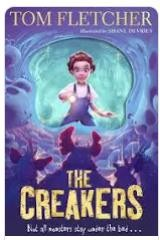 TOM FLETCHER
Illustrated by SHANE DEVRIES
THE
CREAKERS
Not all monsters stay under the bed . . .